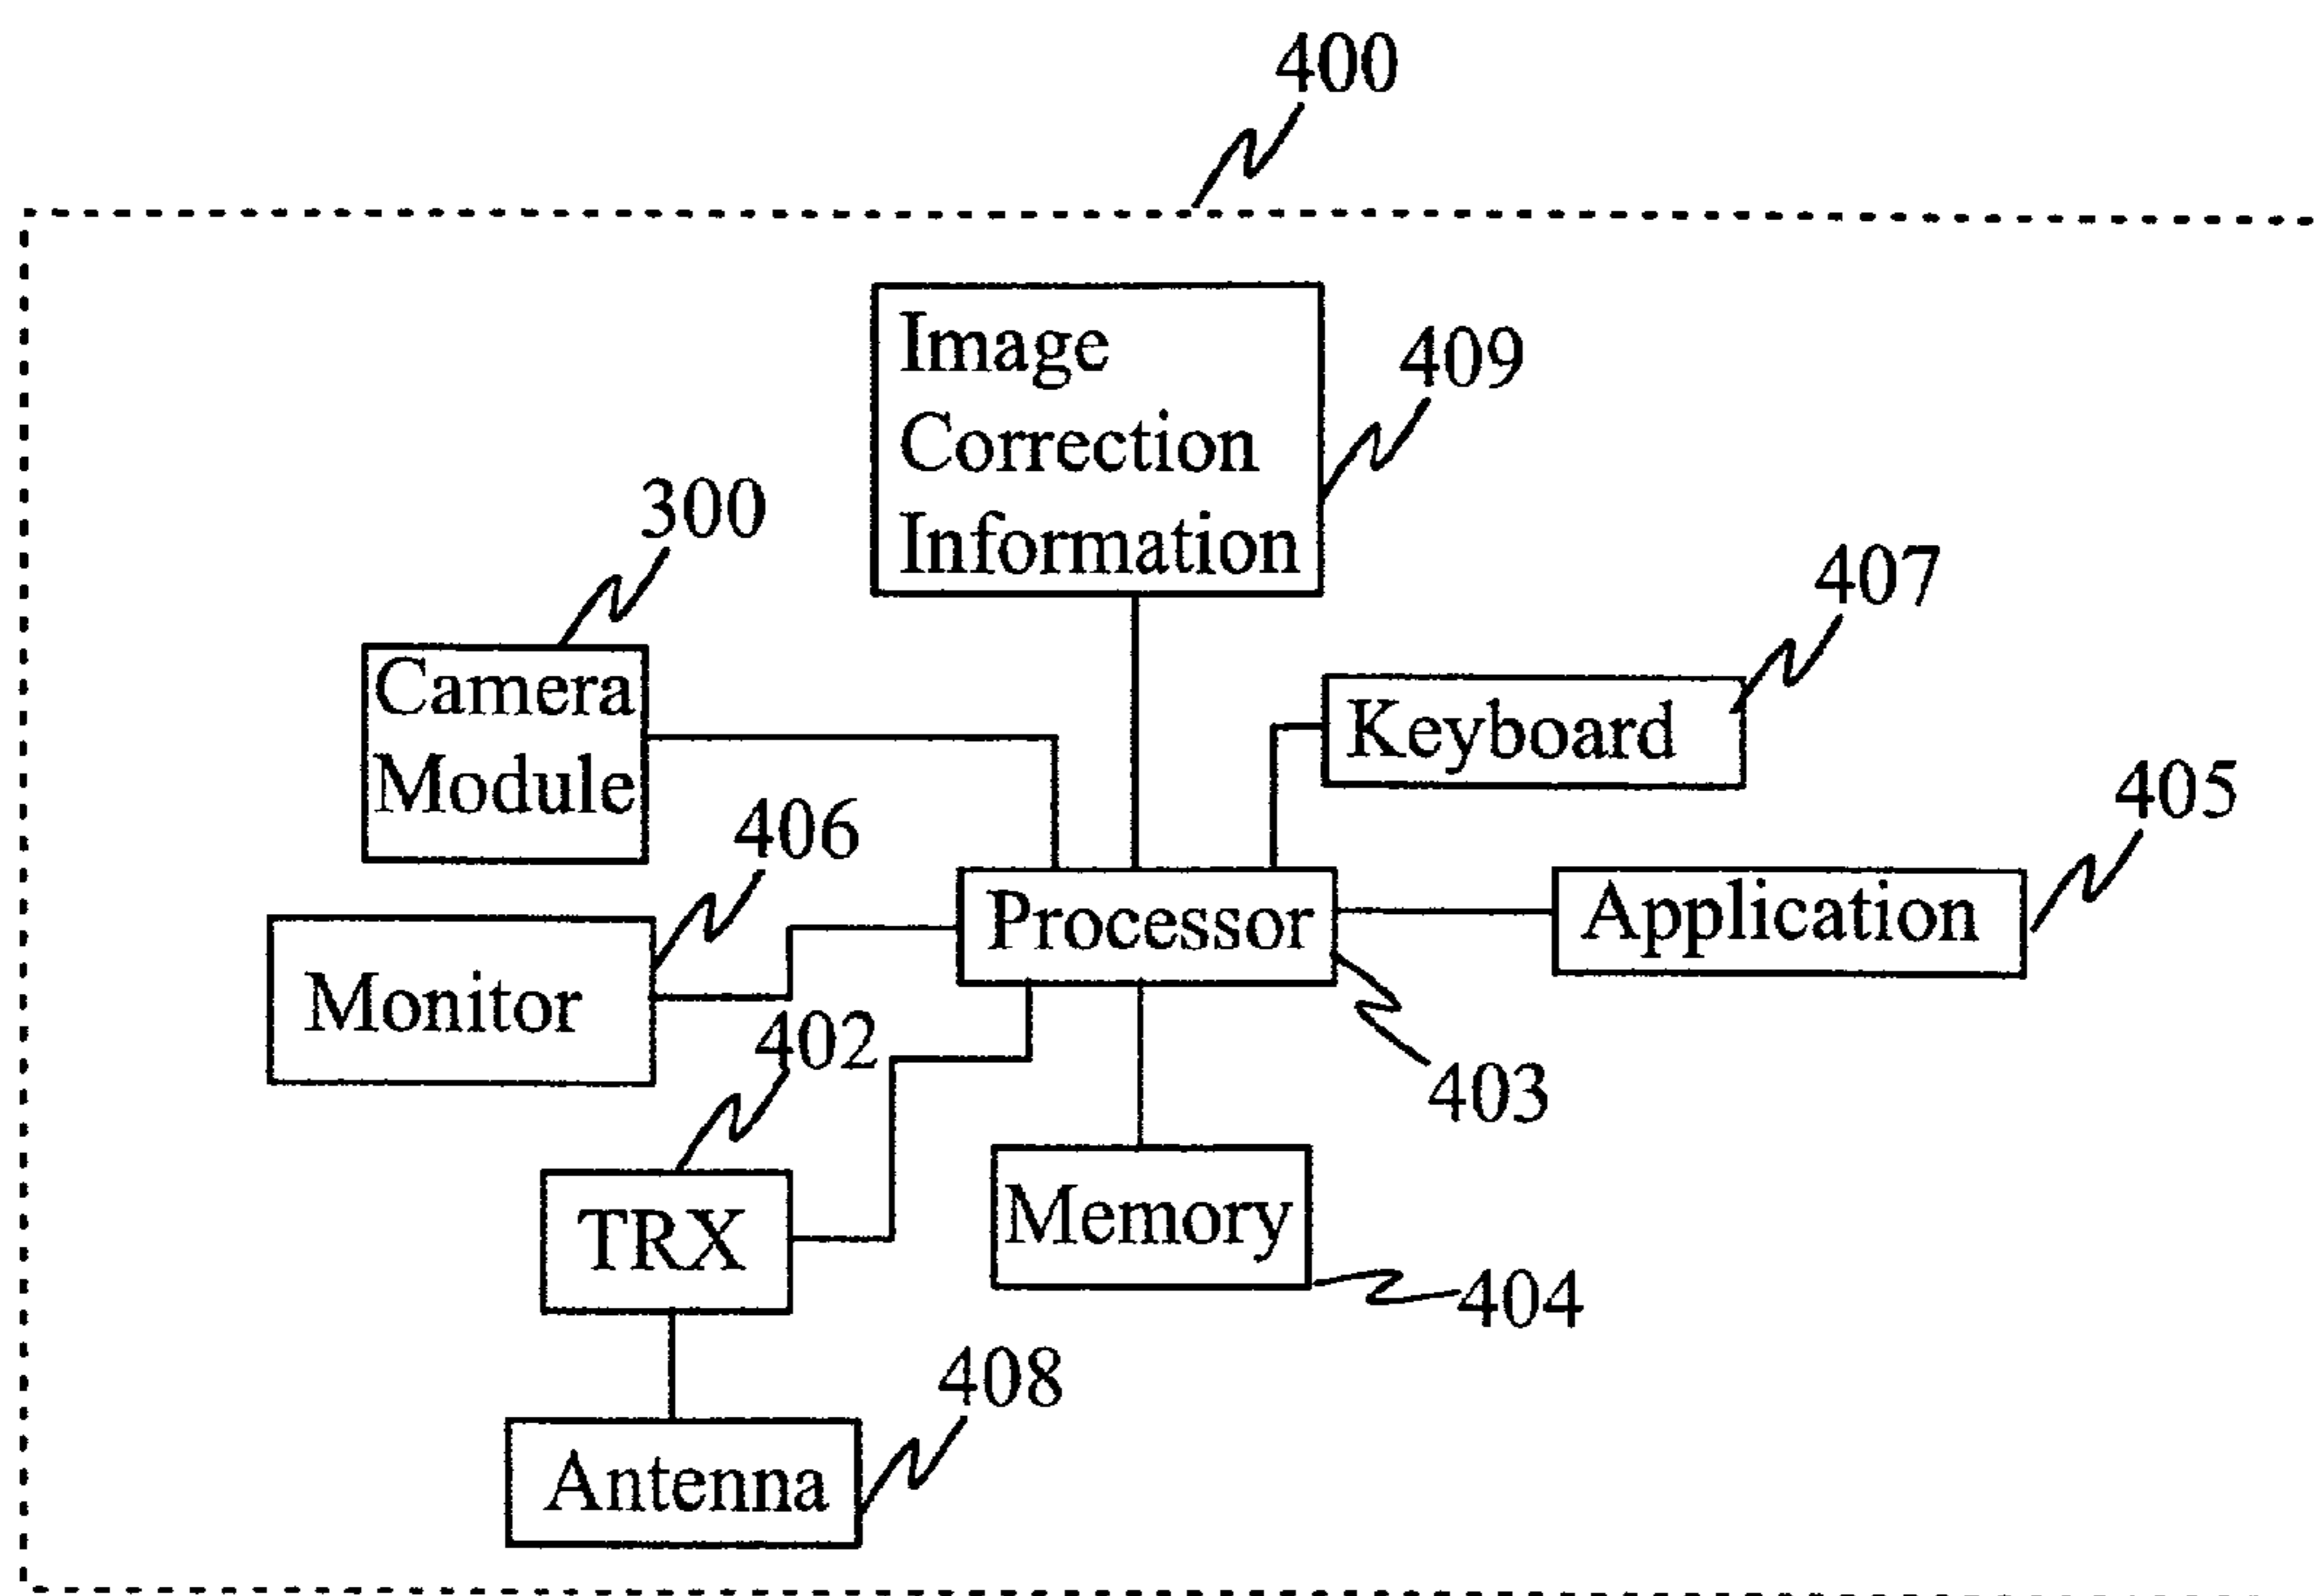 400
Image
Correction
Information
409
300
Camera
Module
407
Keyboard
406
405
Processor
Application
Monitor
402
403
TRX
Memory
404
408
Antenna